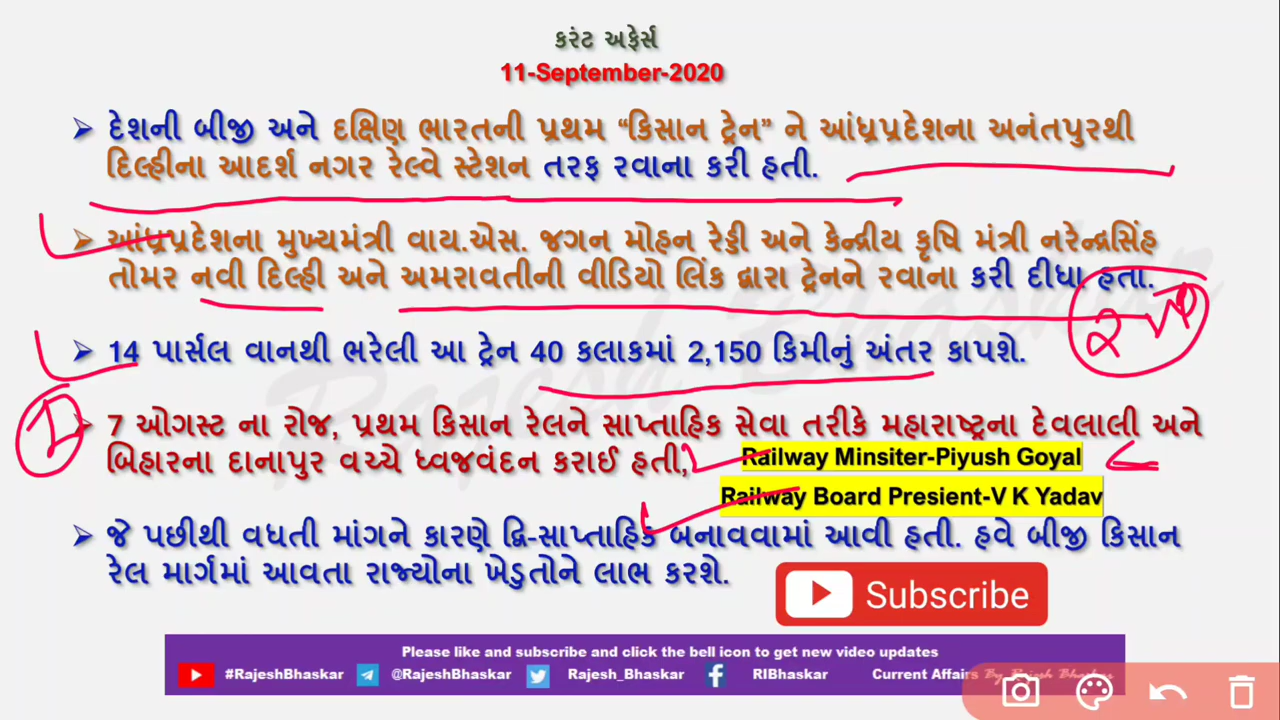 કરંટ અફેર્સ
11-September-2020
➢ દેશની બીજી અને દક્ષિણ ભારતની પ્રથમ “કિસાન ટ્રેન” ને આંધ્રપ્રદેશના અનંતપુરથી
દિલ્હીના આદર્શ નગર રેલ્વે સ્ટેશન તરફ રવાના કરી હતી.
➢ આંધ્રપ્રદેશના મુખ્યમંત્રી વાય.એસ. જગન મોહન રેડ્ડી અને કેન્દ્રીય કૃષિ મંત્રી નરેન્દ્રસિંહ
તોમર નવી દિલ્હી અને અમરાવતીની વીડિયો લિંક દ્વારા ટ્રેનને રવાના કરી દીધા હતા.
➢ 14 પાર્સલ વાનથી ભરેલી આ ટ્રેન 40 કલાકમાં 2,150 કિમીનું અંતર કાપશે.
➢ 7 ઓગસ્ટ ના રોજ, પ્રથમ કિસાન રેલને સાપ્તાહિક સેવા તરીકે મહારાષ્ટ્રના દેવલાલી અને
બિહારના દાનાપુર વચ્ચે ધ્વજવંદન કરાઈ હતી,
Railway Minsiter-Piyush Goyal
Railway Board Presient-V K Yadav
➢ જે પછીથી વધતી માંગને કારણે દ્વિ-સાપ્તાહિક બનાવવામાં આવી હતી. હવે બીજી કિસાન
રેલ માર્ગમાં આવતા રાજ્યોના ખેડુતોને લાભ કરશે.
Subscribe
Please like and subscribe and click the bell icon to get new video updates
#RajeshBhaskar @RajeshBhaskar Rajesh_Bhaskar RIBhaskar Current Affairs By Rajesh Bhaskar